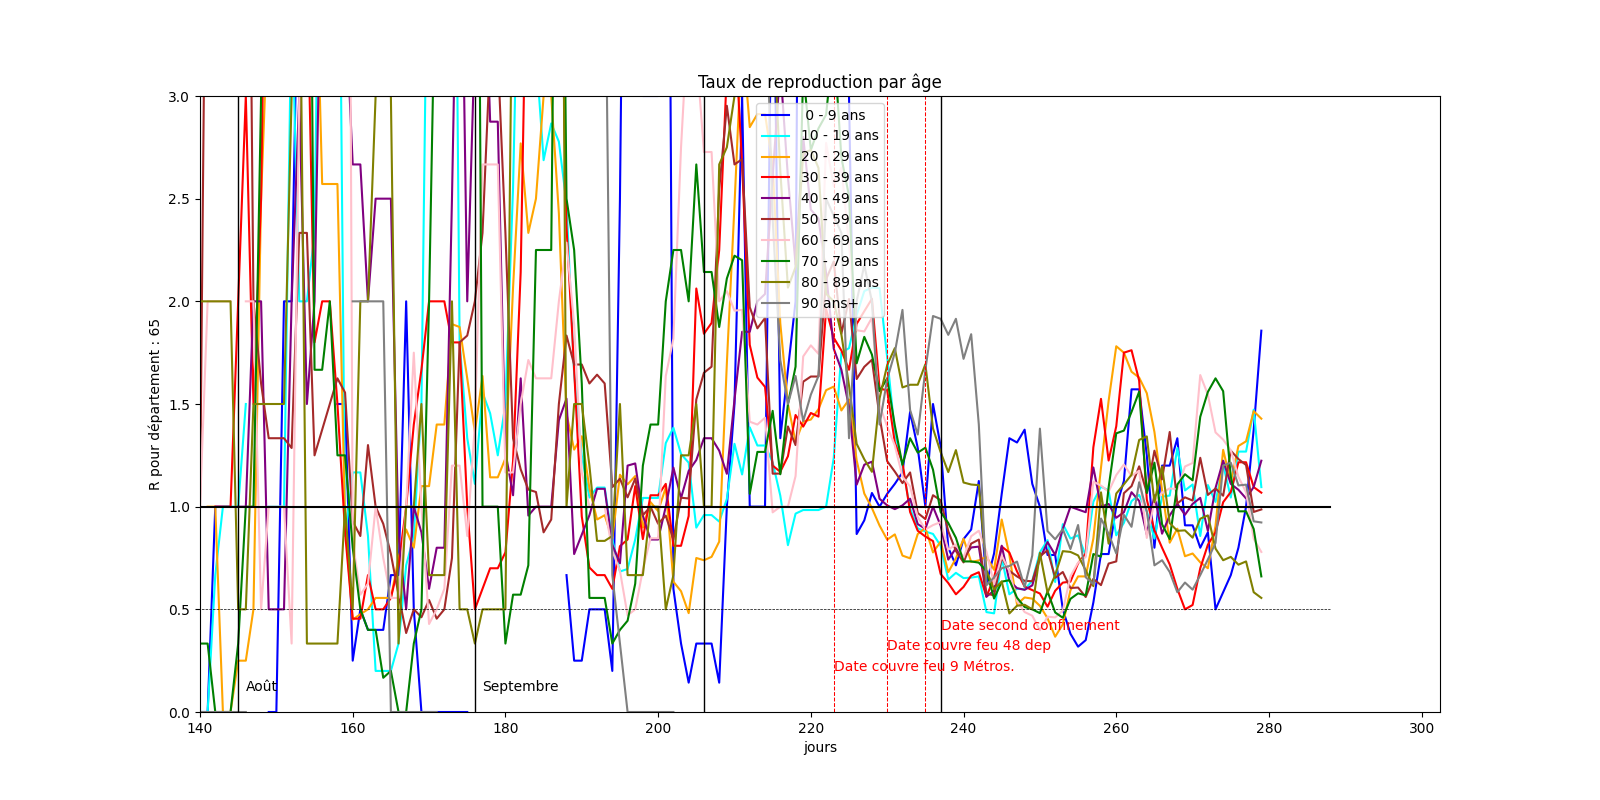 Taux de reproduction par âge
R pour département : 65
3.0
2.5
2.0
1.5
1.0
0.5
0.0
0 - 9 ans
10 - 19 ans
20 - 29 ans
30 - 39 ans
40 - 49 ans
50 - 59 ans
60 - 69 ans
70 - 79 ans
80 - 89 ans
90 ans+
Date second confinement
Date couvre feu 48 dep
Date couvre feu 9 Métros.
Août
Septembre
140 160 180 200 220 240 260 280 300
jours